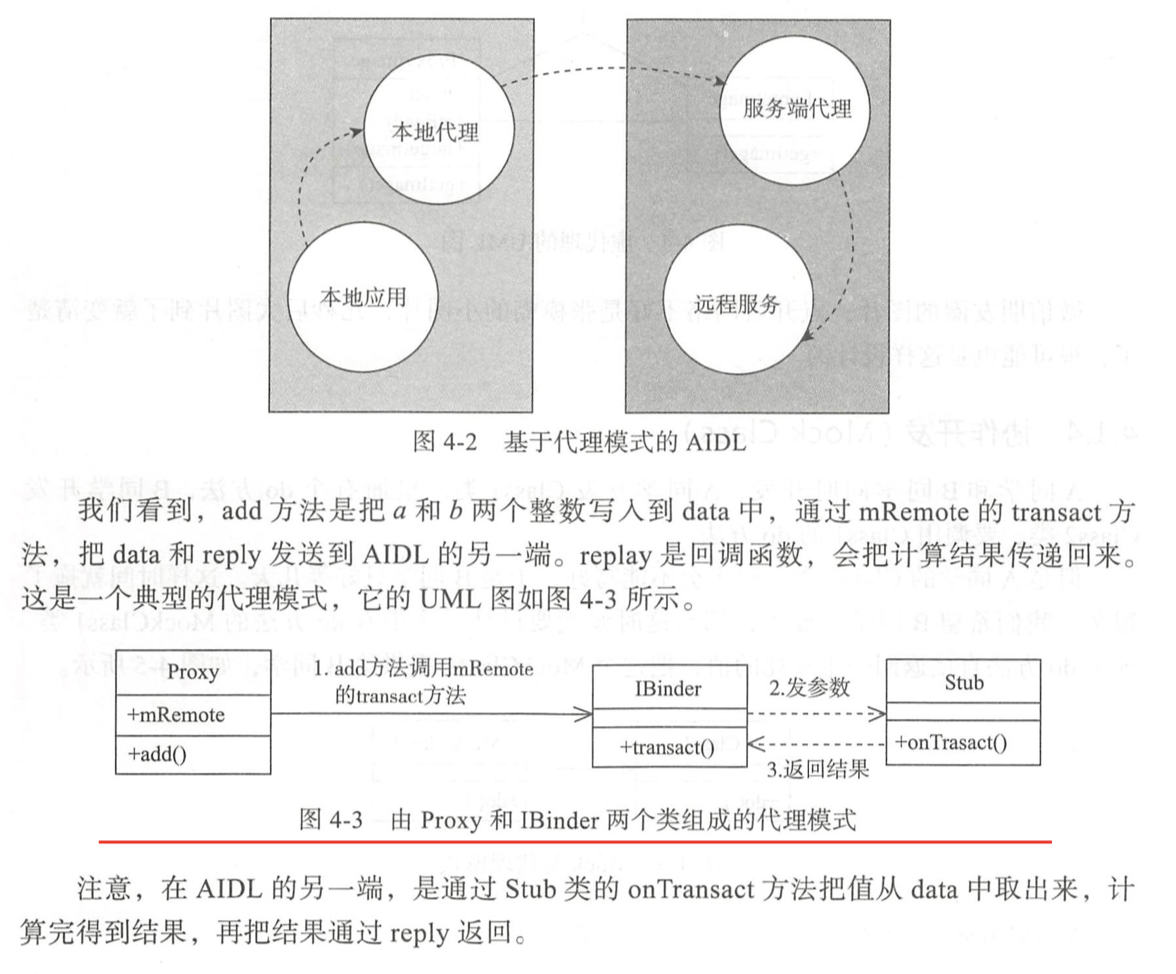 本地代理
服务端代理
本地应用
远程服务
图 4-2 基于代理模式的 AIDL
我们看到，add 方法是把 a 和 b 两个整数写入到 data 中，通过 mRemote 的 transact 方
法，把 data 和 reply 发送到 AIDL 的另一端。replay 是回调函数，会把计算结果传递回来。
这是一个典型的代理模式，它的 UML 图如图 4-3 所示。
Proxy
+mRemote
+add()
1. add方法调用mRemote
的transact方法
IBinder
+transact()
2.发参数
3.返回结果
Stub
+onTrasact()
图 4-3 由 Proxy 和 IBinder 两个类组成的代理模式
注意，在 AIDL 的另一端，是通过 Stub 类的 onTransact 方法把值从 data 中取出来，计
算完得到结果，再把结果通过 reply 返回。